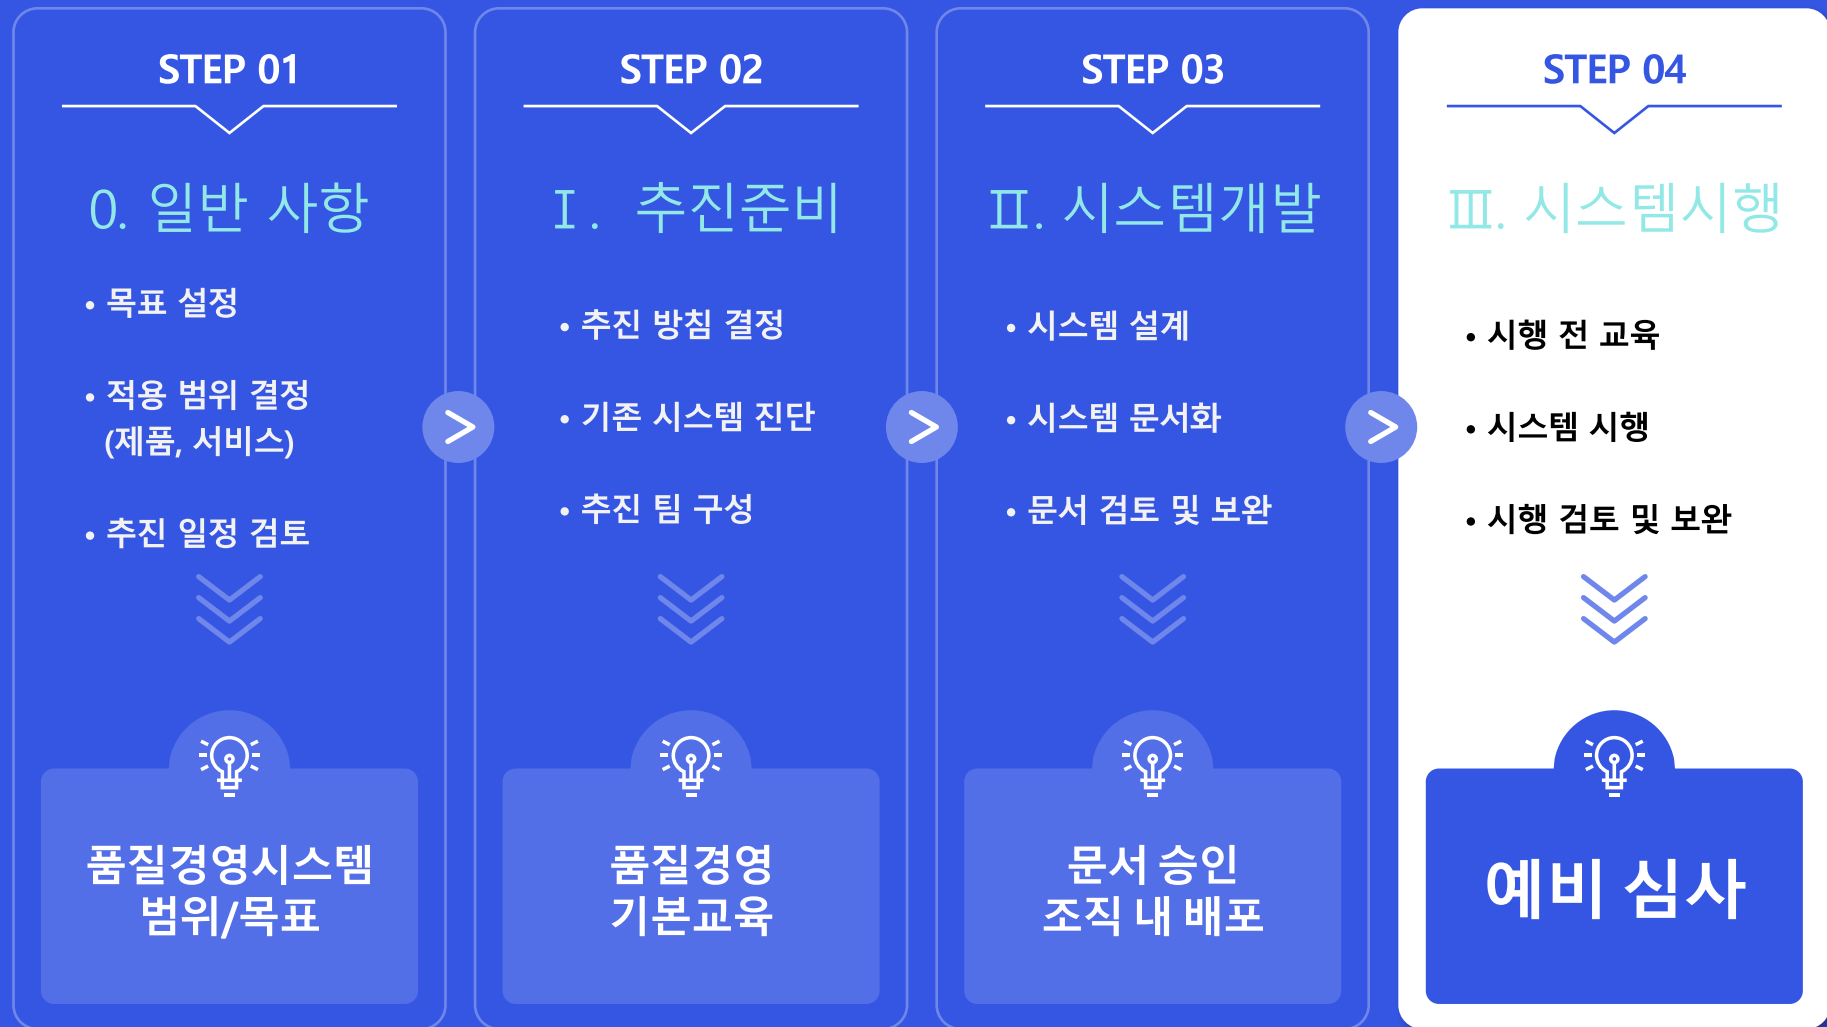 STEP 01
0. 일반 사항
• 목표 설정
• 적용 범위 결정
(제품, 서비스)
• 추진 일정 검토
품질경영시스템
범위/목표
STEP 02
Ⅰ. 추진준비
• 추진 방침 결정
• 기존 시스템 진단
• 추진 팀 구성
품질경영
기본교육
STEP 03
Ⅱ. 시스템개발
• 시스템 설계
• 시스템 문서화
• 문서 검토 및 보완
문서 승인
조직 내 배포
STEP 04
Ⅲ. 시스템시행
• 시행 전 교육
• 시스템 시행
• 시행 검토 및 보완
예비 심사